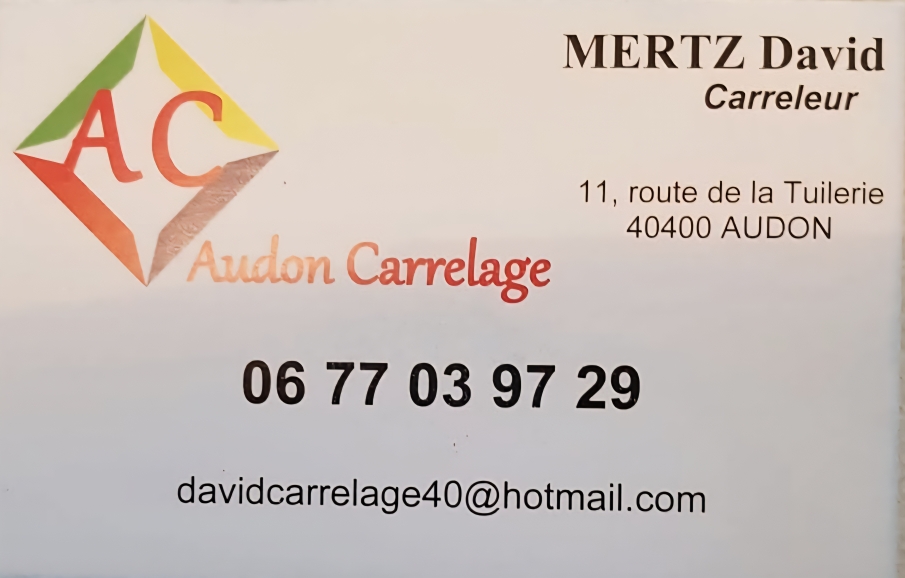 AC
Audon Carrelage
MERTZ David
Carreleur
11, route de la Tuilerie
40400 AUDON
06 77 03 97 29
davidcarrelage40@hotmail.com